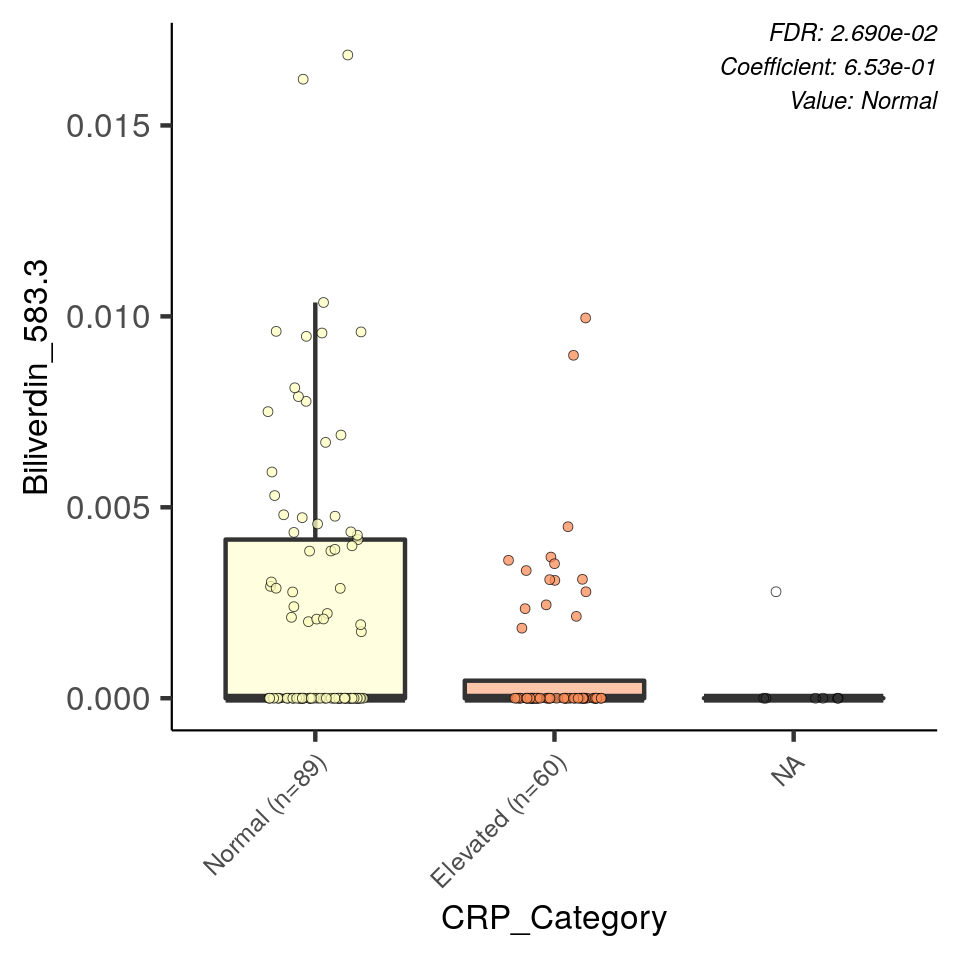 FDR: 2.690e-02
Coefficient: 6.53e-01
Value: Normal
Biliverdin_583.3
0.015
0.010
0.005
0.000
Normal (n=89)
Elevated (n=60)
NA
CRP_Category